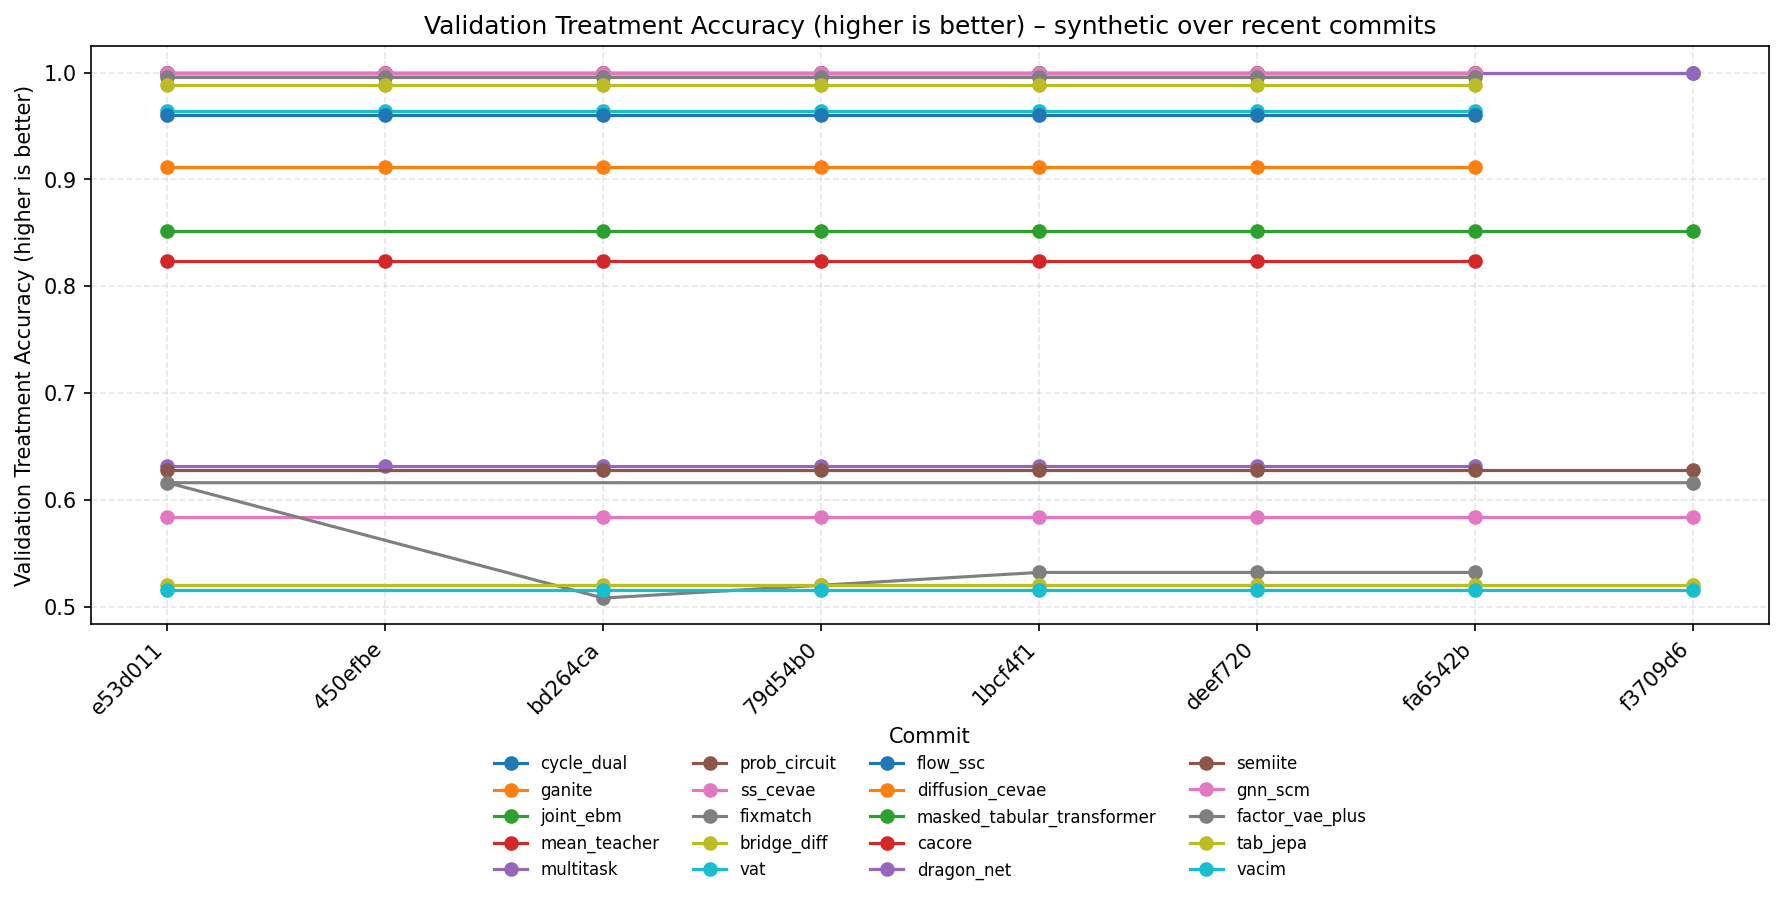 Validation Treatment Accuracy (higher is better) – synthetic over recent commits
Validation Treatment Accuracy (higher is better)
1.0
0.9
0.8
0.7
0.6
0.5
e53d011
450efbe
bd264ca
79d54b0
1bcf4f1
deef720
fa6542b
f3709d6
Commit
cycle_dual
ganite
joint_ebm
mean_teacher
multitask
prob_circuit
ss_cevae
fixmatch
bridge_diff
vat
flow_ssc
diffusion_cevae
masked_tabular_transformer
cacore
dragon_net
semiite
gnn_scm
factor_vae_plus
tab_jepa
vacim